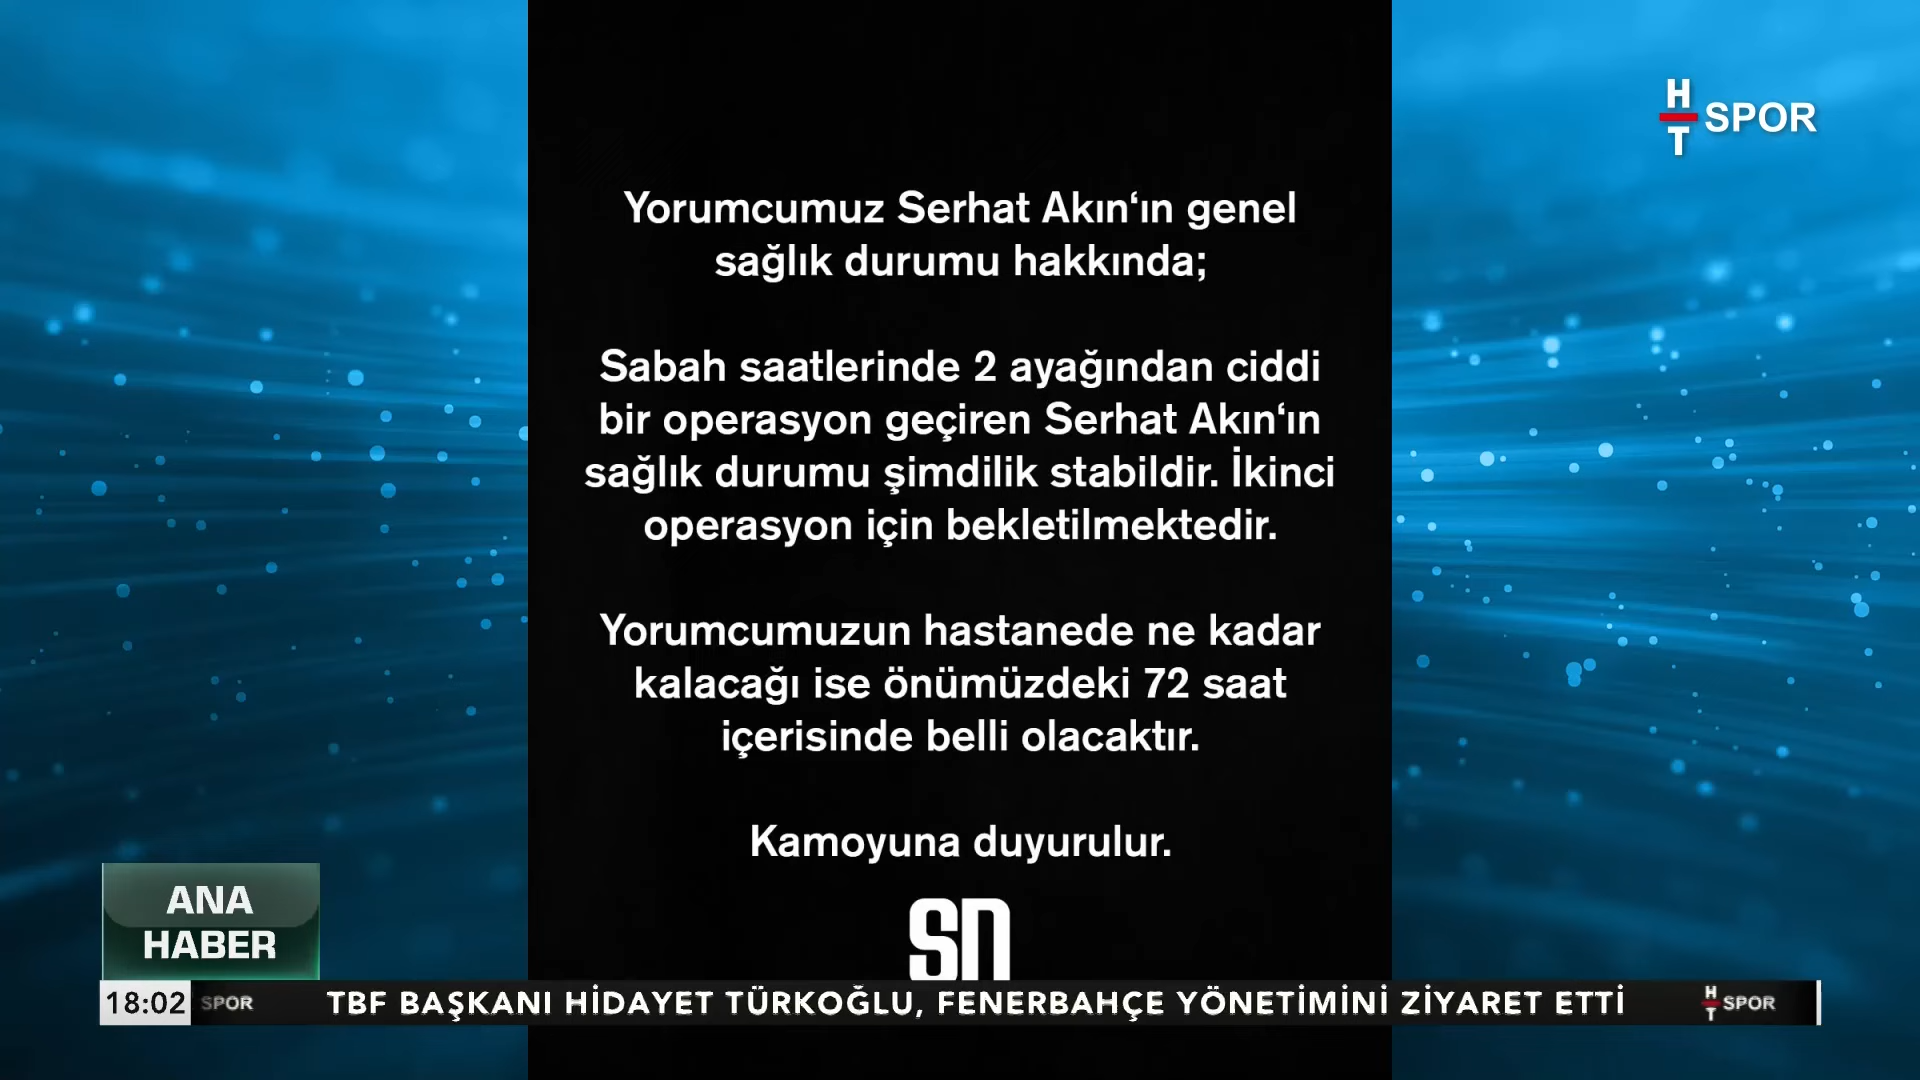 H
T SPOR
Yorumcumuz Serhat Akın‘ın genel
sağlık durumu hakkında;
Sabah saatlerinde 2 ayağından ciddi
bir operasyon geçiren Serhat Akın‘ın
sağlık durumu şimdilik stabildir. İkinci
operasyon için bekletilmektedir.
Yorumcumuzun hastanede ne kadar
kalacağı ise önümüzdeki 72 saat
içerisinde belli olacaktır.
Kamoyuna duyurulur.
SN
ANA
HABER
18:02 SPOR TBF BAŞKANI HİDAYET TÜRKOĞLU, FENERBAHÇE YÖNETİMİNİ ZİYARET ETTİ HT SPOR